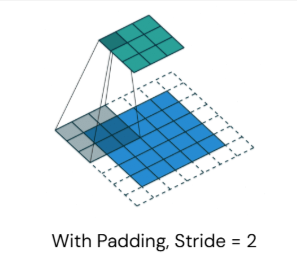 With Padding, Stride = 2